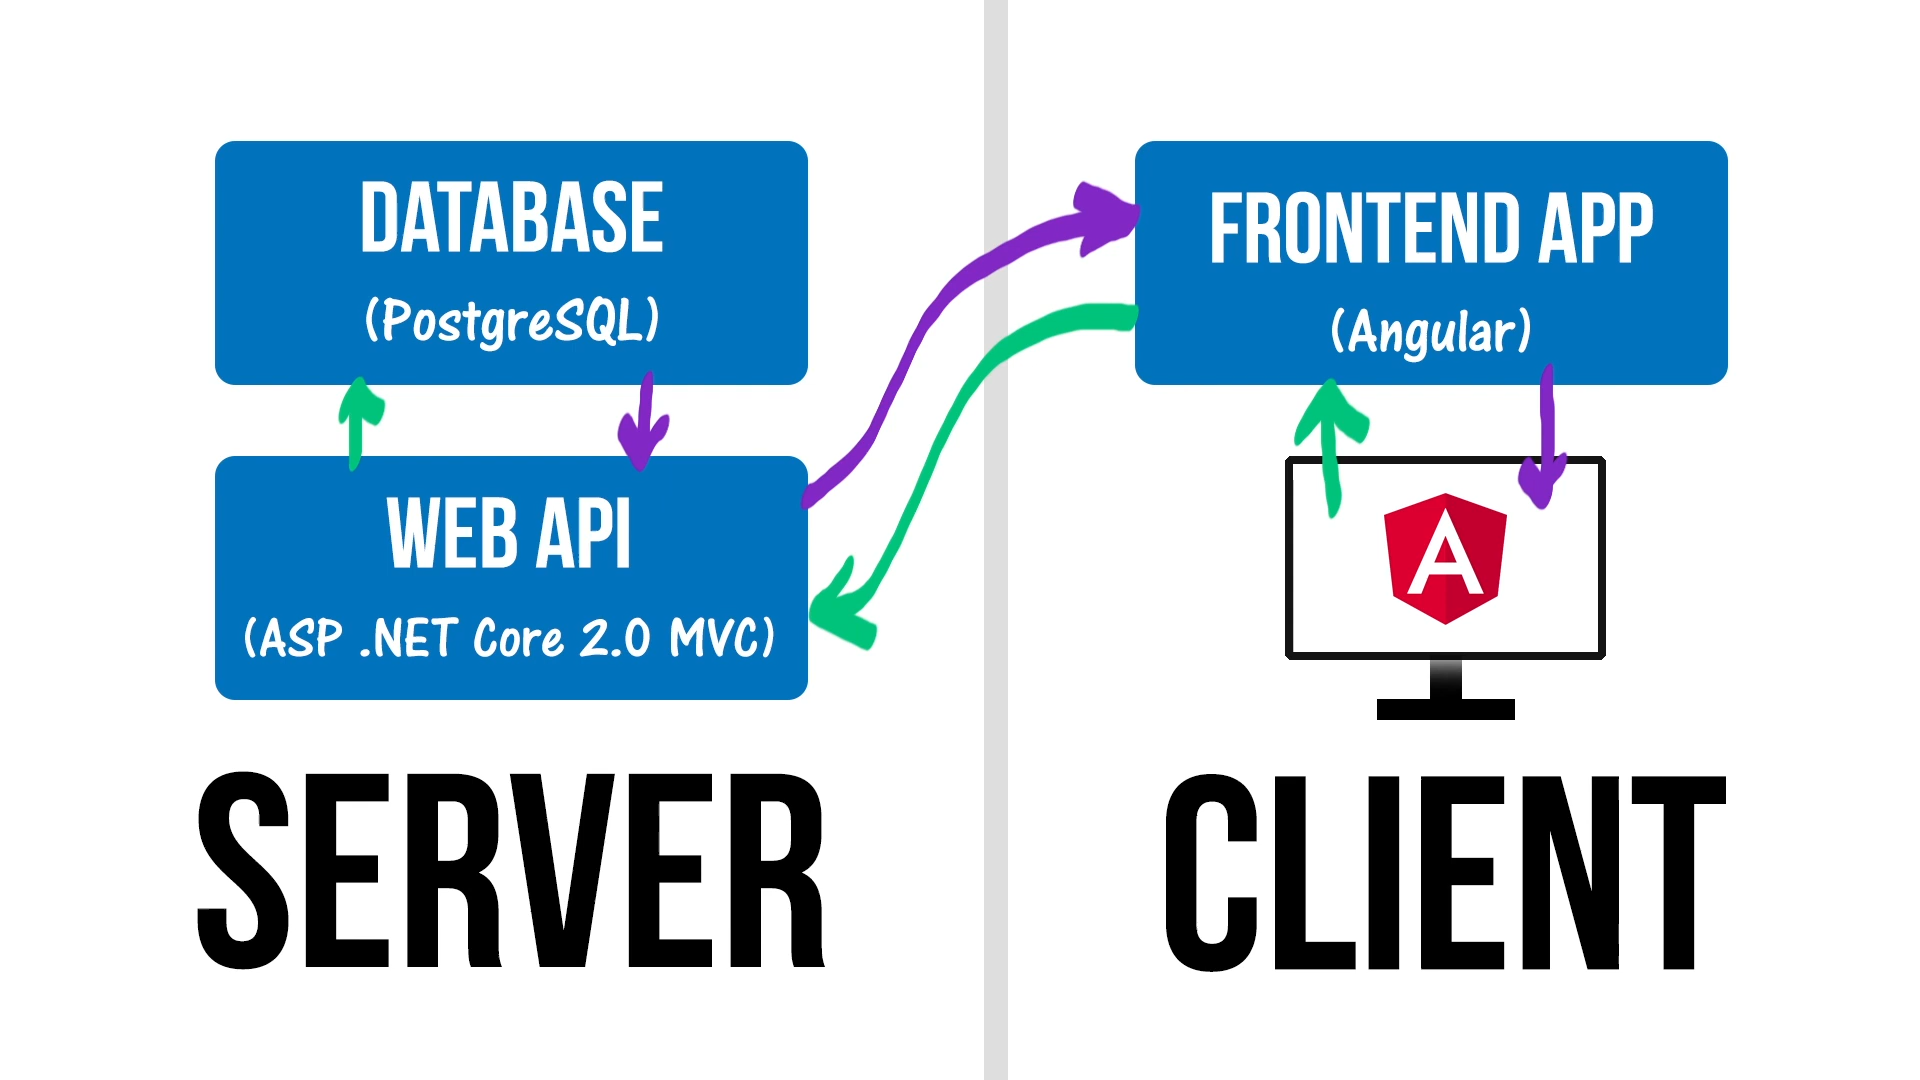 DATABASE
(PostgreSQL)
WEB API
(ASP .NET Core 2.0 MVC)
SERVER
FRONTEND APP
(Angular)
A
CLIENT